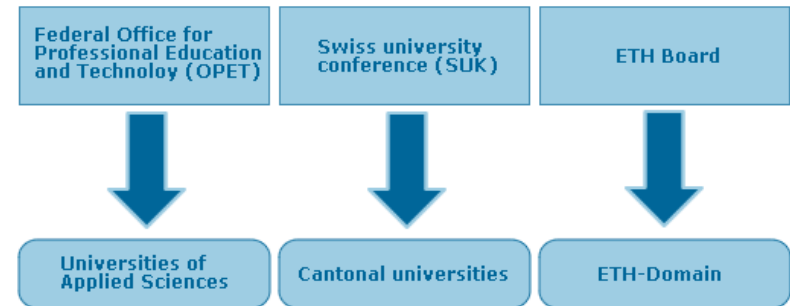 Federal Office for
Professional Education
and Technoloy (OPET)
Swiss university
conference (SUK)
ETH Board
Universities of
Applied Sciences
Cantonal universities
ETH-Domain